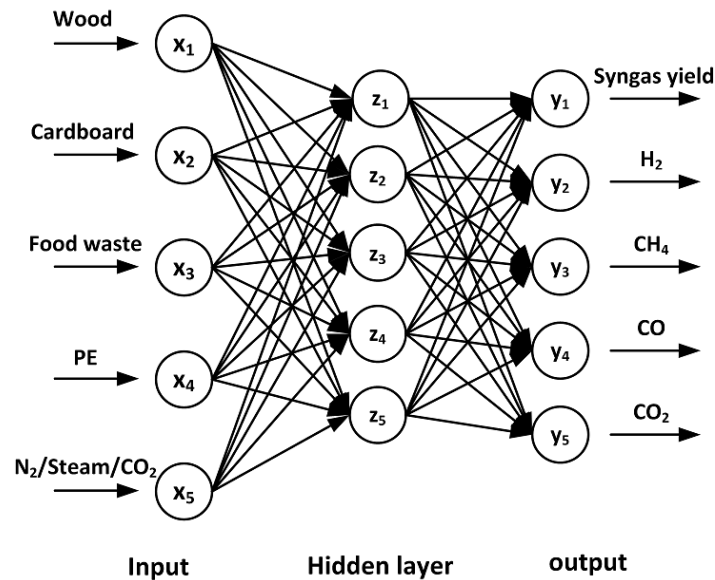 Wood
x₁
Cardboard
x₂
Food waste
x₃
PE
x₄
N₂/Steam/CO₂
x₅
z₁
z₂
z₃
z₄
z₅
y₁
Syngas yield
y₂
H₂
y₃
CH₄
y₄
CO
y₅
CO₂
Input
Hidden layer
output